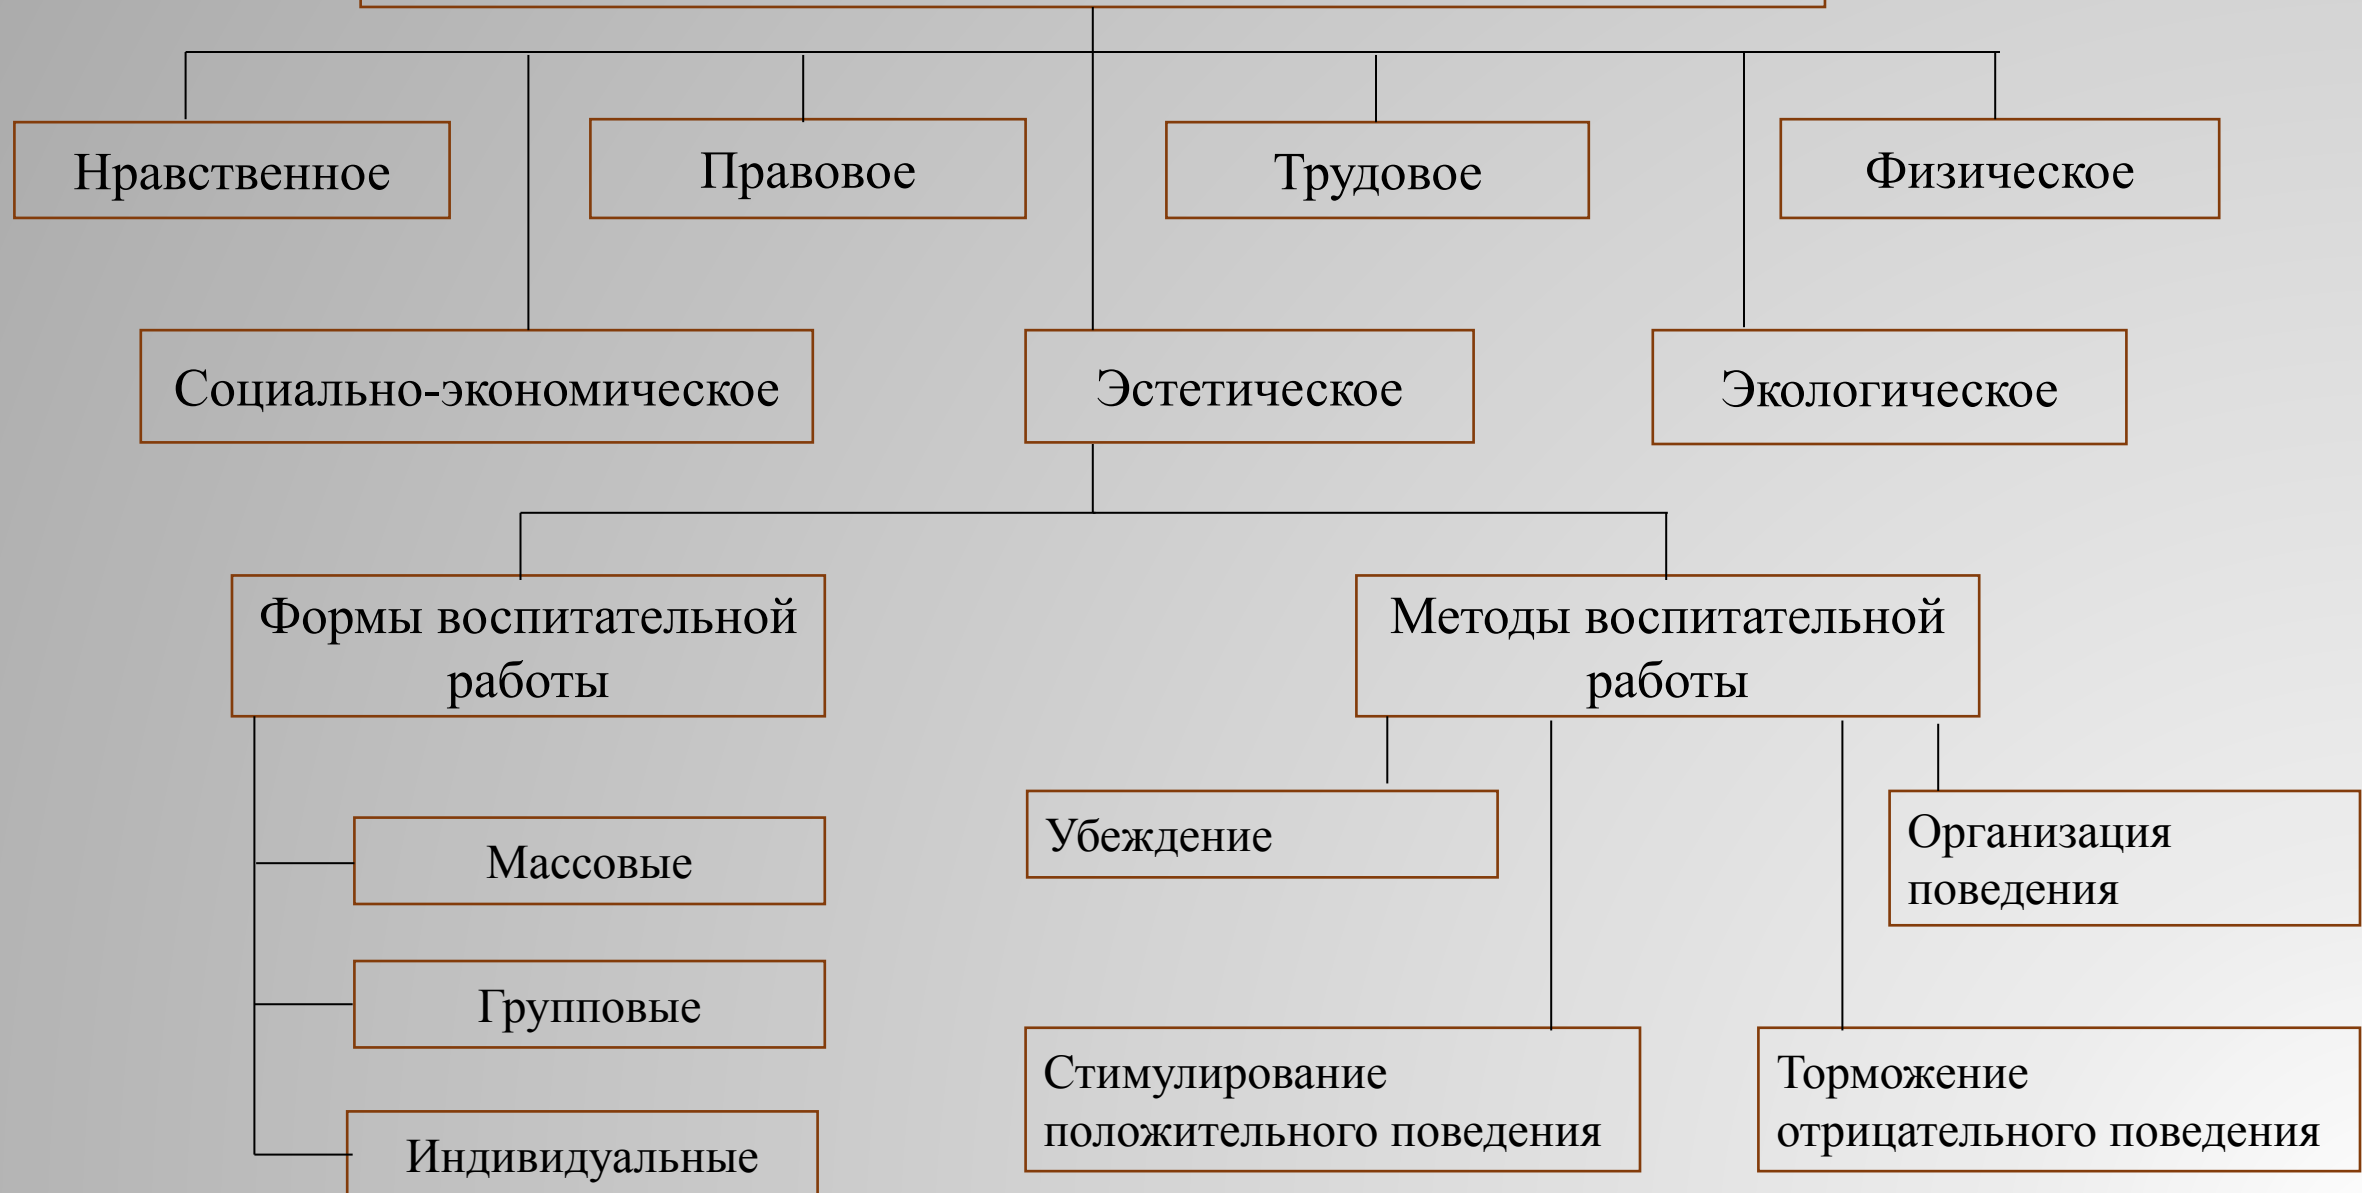 Нравственное
Правовое
Трудовое
Физическое
Социально-экономическое
Эстетическое
Экологическое
Формы воспитательной
работы
Методы воспитательной
работы
Массовые
Групповые
Индивидуальные
Убеждение
Организация
поведения
Стимулирование
положительного поведения
Торможение
отрицательного поведения